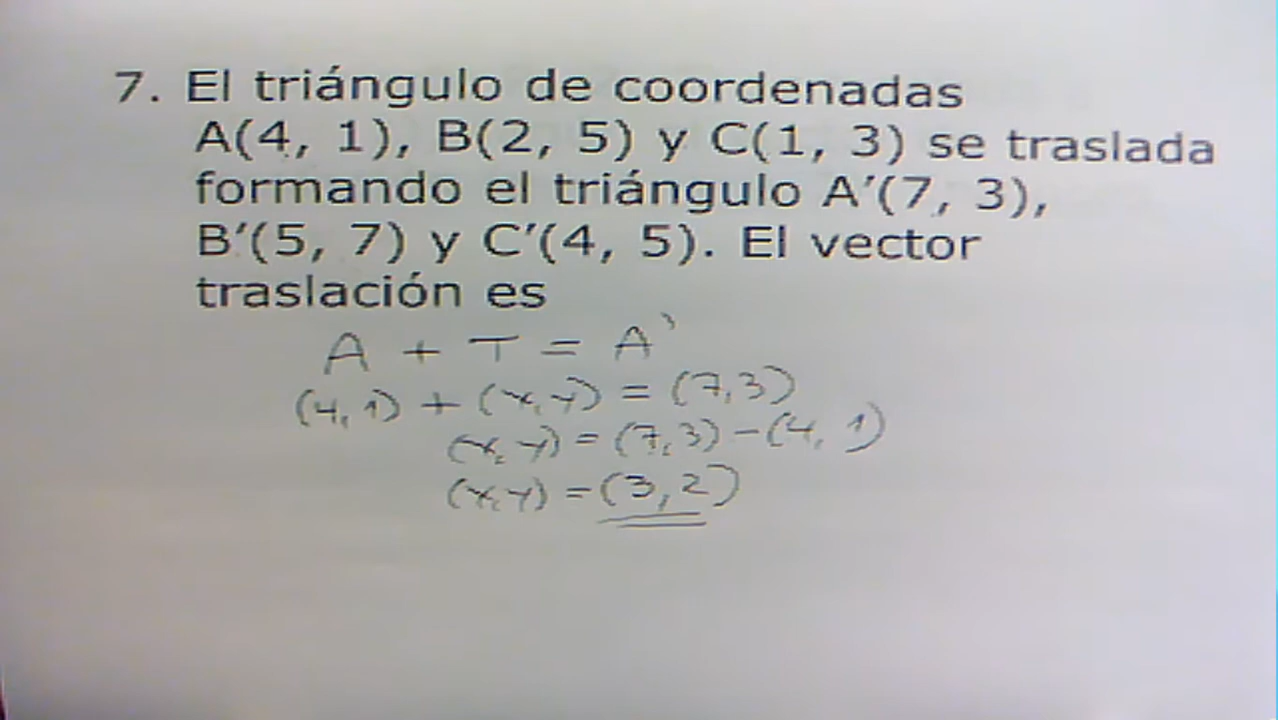 7. El triángulo de coordenadas
A(4, 1), B(2, 5) y C(1, 3) se traslada
formando el triángulo A′(7, 3),
B′(5, 7) y C′(4, 5). El vector
traslación es
A + T = A'
(4, 1) + (x, y) = (7, 3)
(x, y) = (7, 3) - (4, 1)
(x, y) = (3, 2)